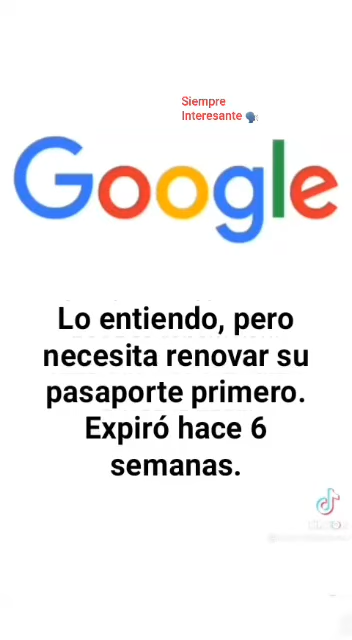 Siempre
Interesante 🗣
Google
Lo entiendo, pero
necesita renovar su
pasaporte primero.
Expiró hace 6
semanas.